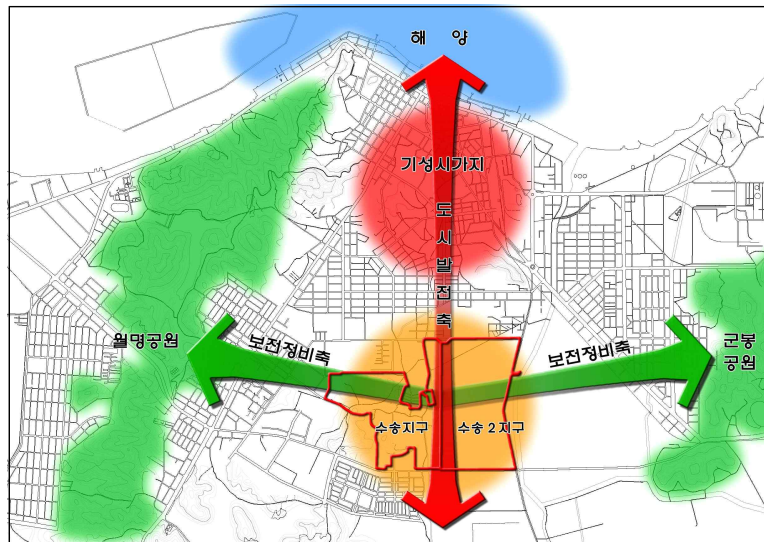 해 양
기성시가지
도시발전축
월명공원
보전정비축
보전정비축
군봉
공원
수송지구
수송 2 지구